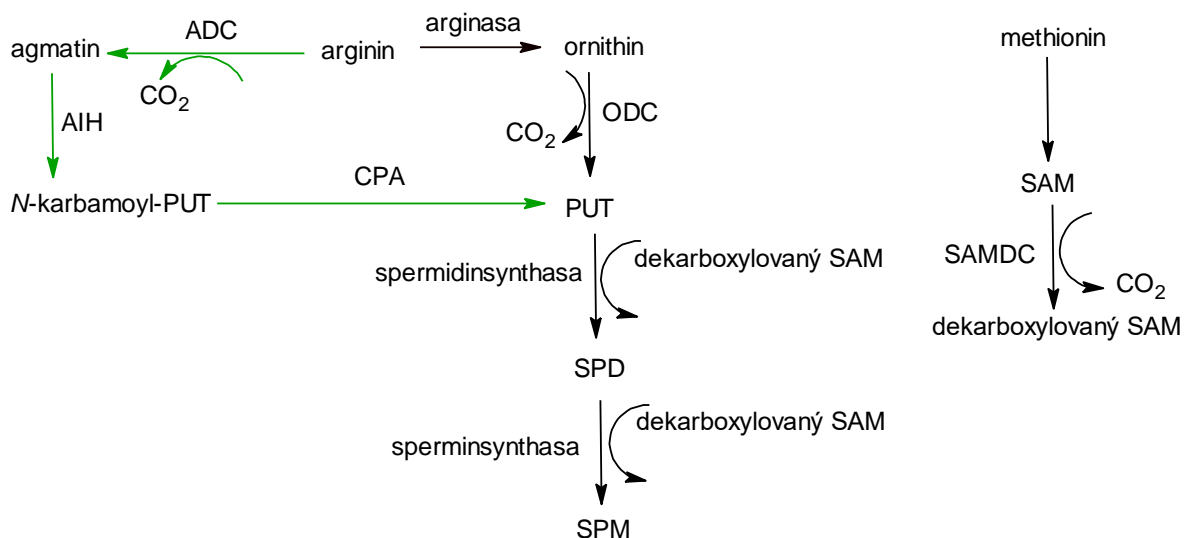 agmatin
ADC
arginin
arginasa
ornithin
methionin
CO2
AIH
CO2
ODC
N-karbamoyl-PUT
CPA
PUT
SAM
spermidinsynthasa
dekarboxylovaný SAM
SAMDC
CO2
dekarboxylovaný SAM
SPD
sperminsynthasa
dekarboxylovaný SAM
SPM